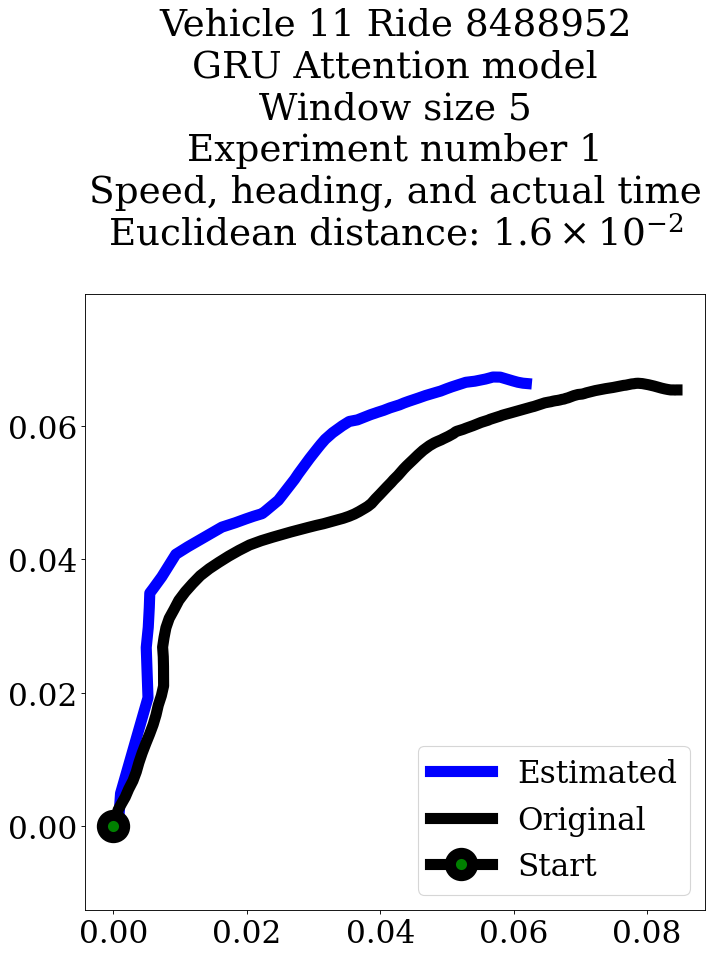 Vehicle 11 Ride 8488952
GRU Attention model
Window size 5
Experiment number 1
Speed, heading, and actual time
Euclidean distance: 1.6 × 10⁻²
0.06
0.04
0.02
0.00
Estimated
Original
Start
0.00 0.02 0.04 0.06 0.08